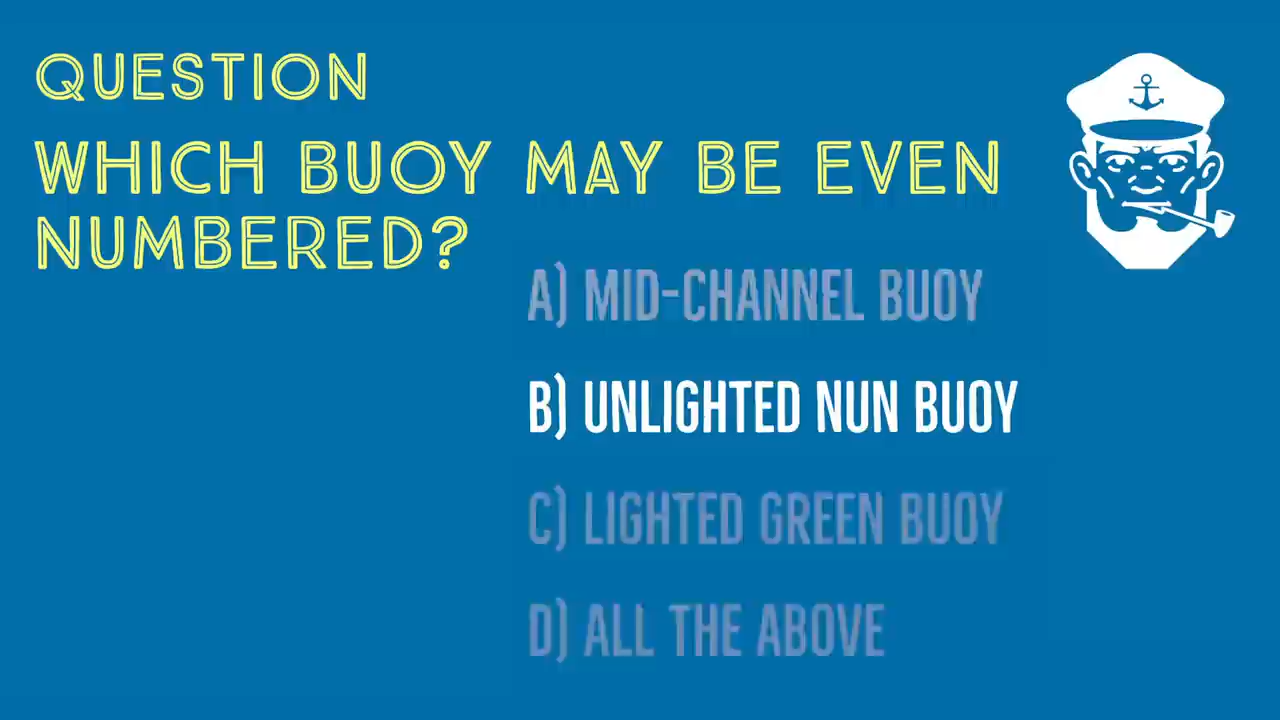 QUESTION
WHICH BUOY MAY BE EVEN
NUMBERED?
A) MID-CHANNEL BUOY
B) UNLIGHTED NUN BUOY
C) LIGHTED GREEN BUOY
D) ALL THE ABOVE